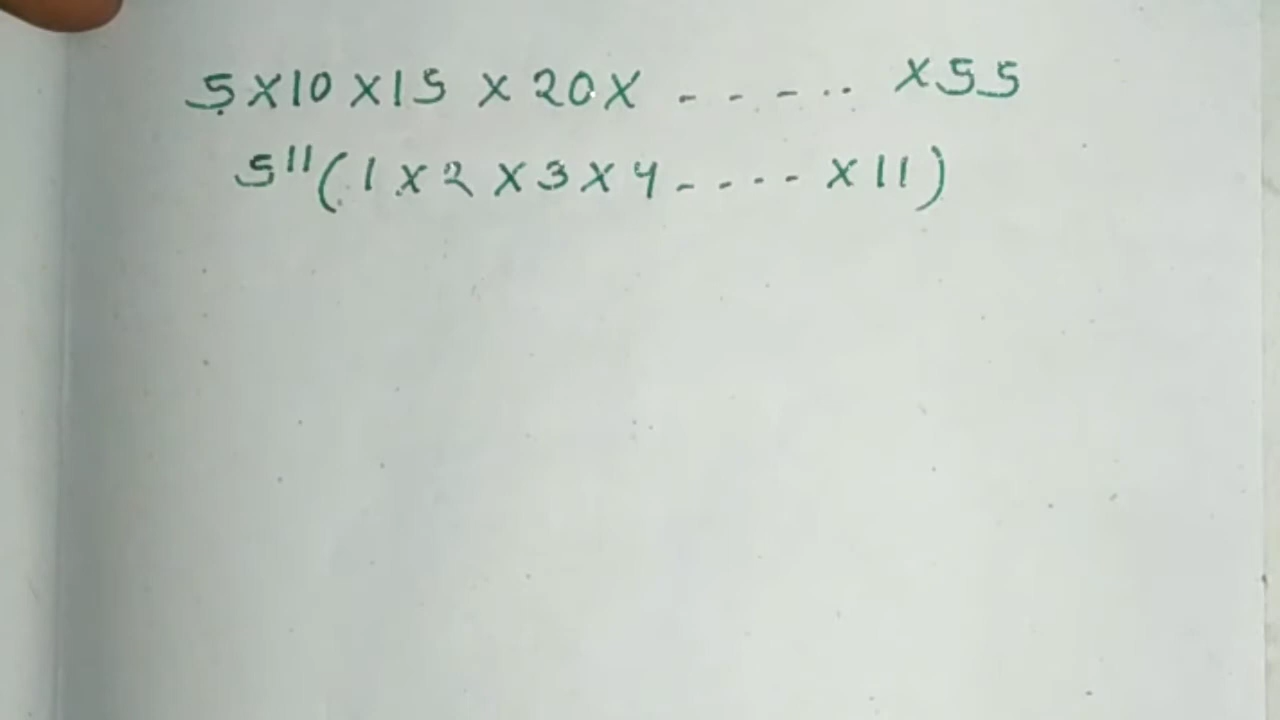 5×10×15 × 20× - - - - .. ×55
5¹¹(1×2×3×4 - - - - ×11)